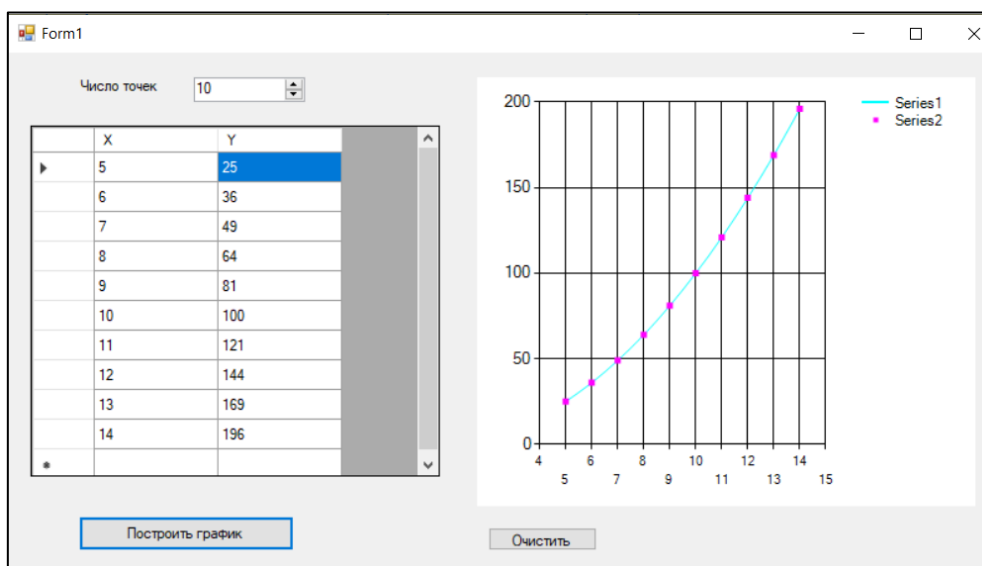 Form1
Число точек 10
X Y
5 25
6 36
7 49
8 64
9 81
10 100
11 121
12 144
13 169
14 196
Построить график
200
150
100
50
0
4 6 8 10 12 14
5 7 9 11 13 15
Series1
Series2
Очистить